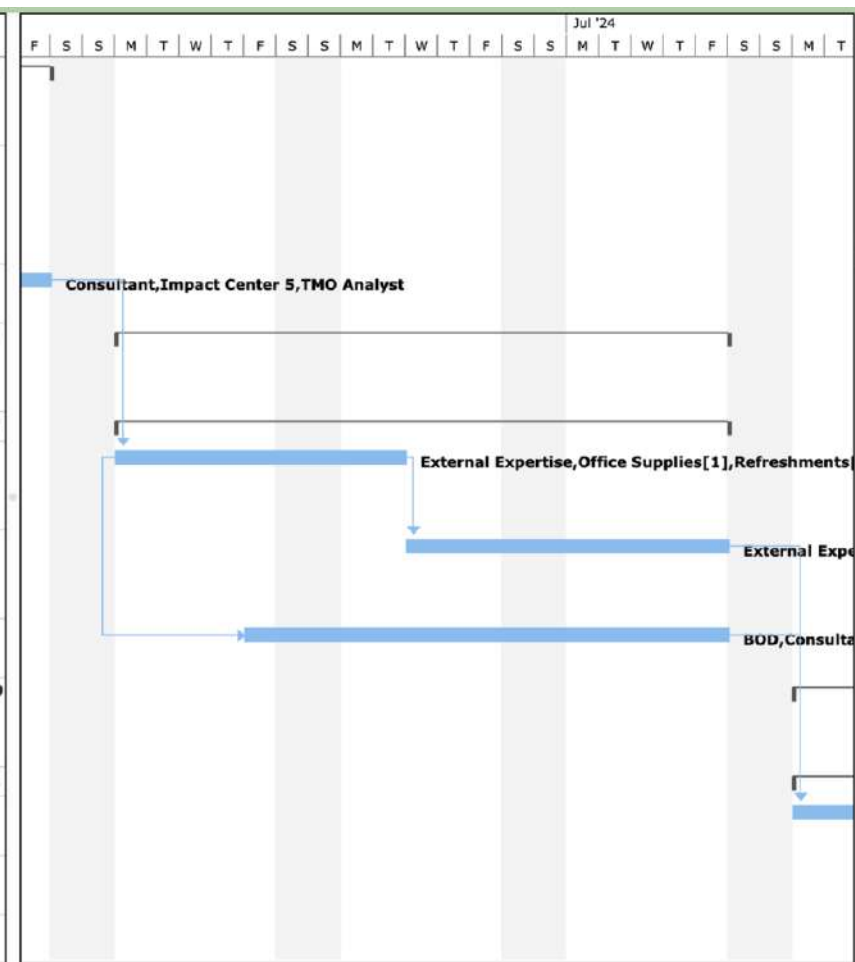 Jul '24
F S S M T W T F S S M T W T F S S M T W T F S S M T
Consultant,Impact Center 5,TMO Analyst
External Expertise,Office Supplies[1],Refreshments[
External Expe
BOD,Consulta